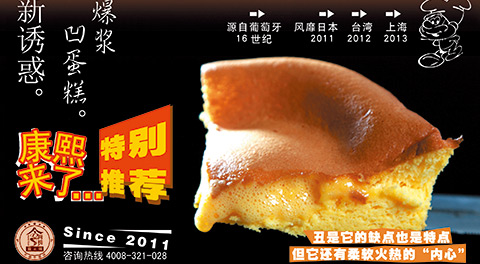 爆浆
凹蛋糕。
新诱惑。
源自葡萄牙
16世纪
风靡日本
2011
台湾
2012
上海
2013
康熙
来了...
特别
推荐
Since 2011
咨询热线 4008-321-028
丑是它的缺点也是特点
但它还有柔软火热的“内心”